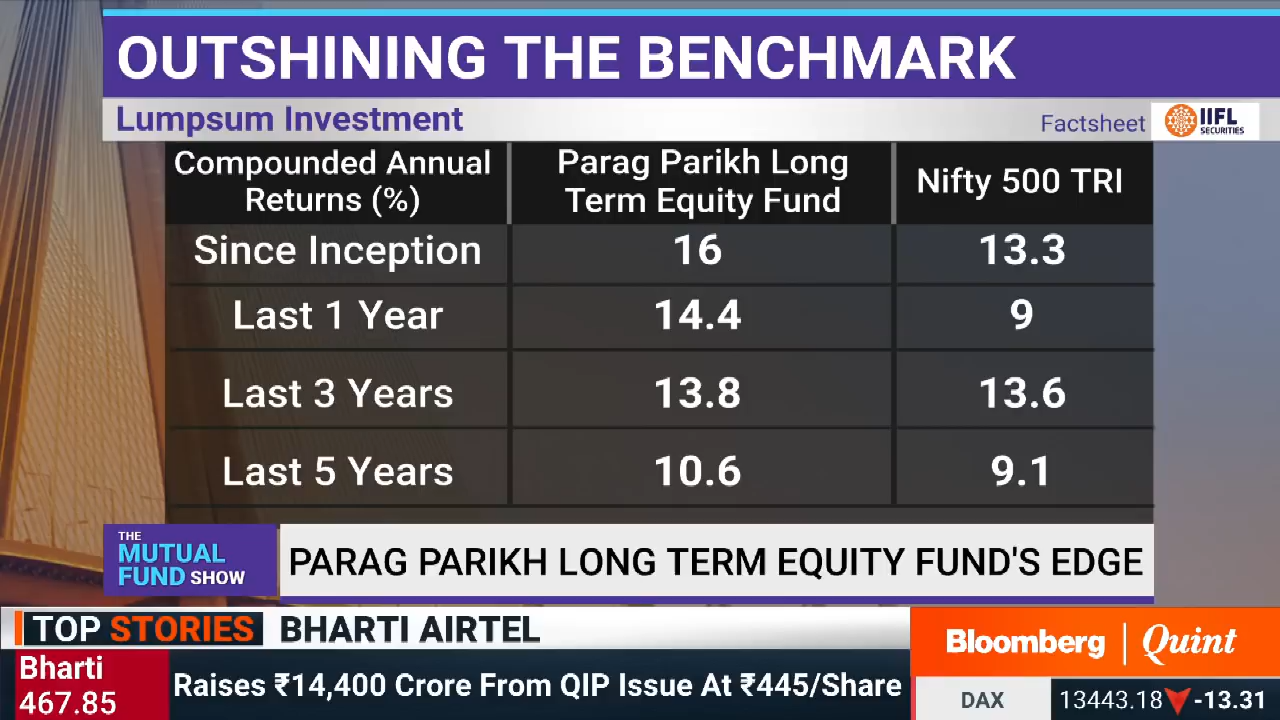 OUTSHINING THE BENCHMARK
Lumpsum Investment
Factsheet
IIFL
SECURITIES
Compounded Annual
Returns (%)
Parag Parikh Long
Term Equity Fund
Nifty 500 TRI
Since Inception 16 13.3
Last 1 Year 14.4 9
Last 3 Years 13.8 13.6
Last 5 Years 10.6 9.1
THE
MUTUAL
FUND SHOW
PARAG PARIKH LONG TERM EQUITY FUND'S EDGE
TOP STORIES BHARTI AIRTEL
Bharti
467.85
Raises ₹14,400 Crore From QIP Issue At ₹445/Share
Bloomberg | Quint
DAX 13443.18 -13.31